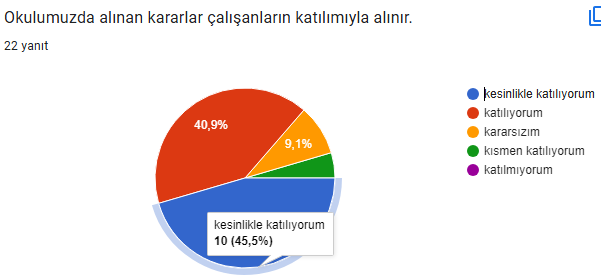 Okulumuzda alınan kararlar çalışanların katılımıyla alınır.
22 yanıt
kesinlikle katılıyorum
katılıyorum
kararsızım
kısmen katılıyorum
katılmıyorum
40,9%
9,1%
kesinlikle katılıyorum
10 (45,5%)